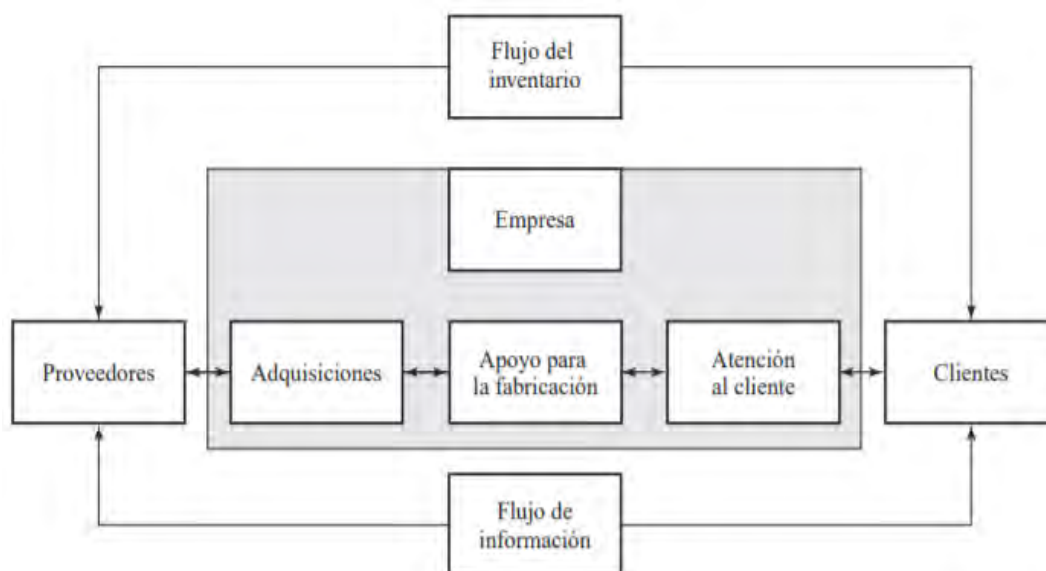 Flujo del
inventario
Empresa
Proveedores
Adquisiciones
Apoyo para
la fabricación
Atención
al cliente
Clientes
Flujo de
información